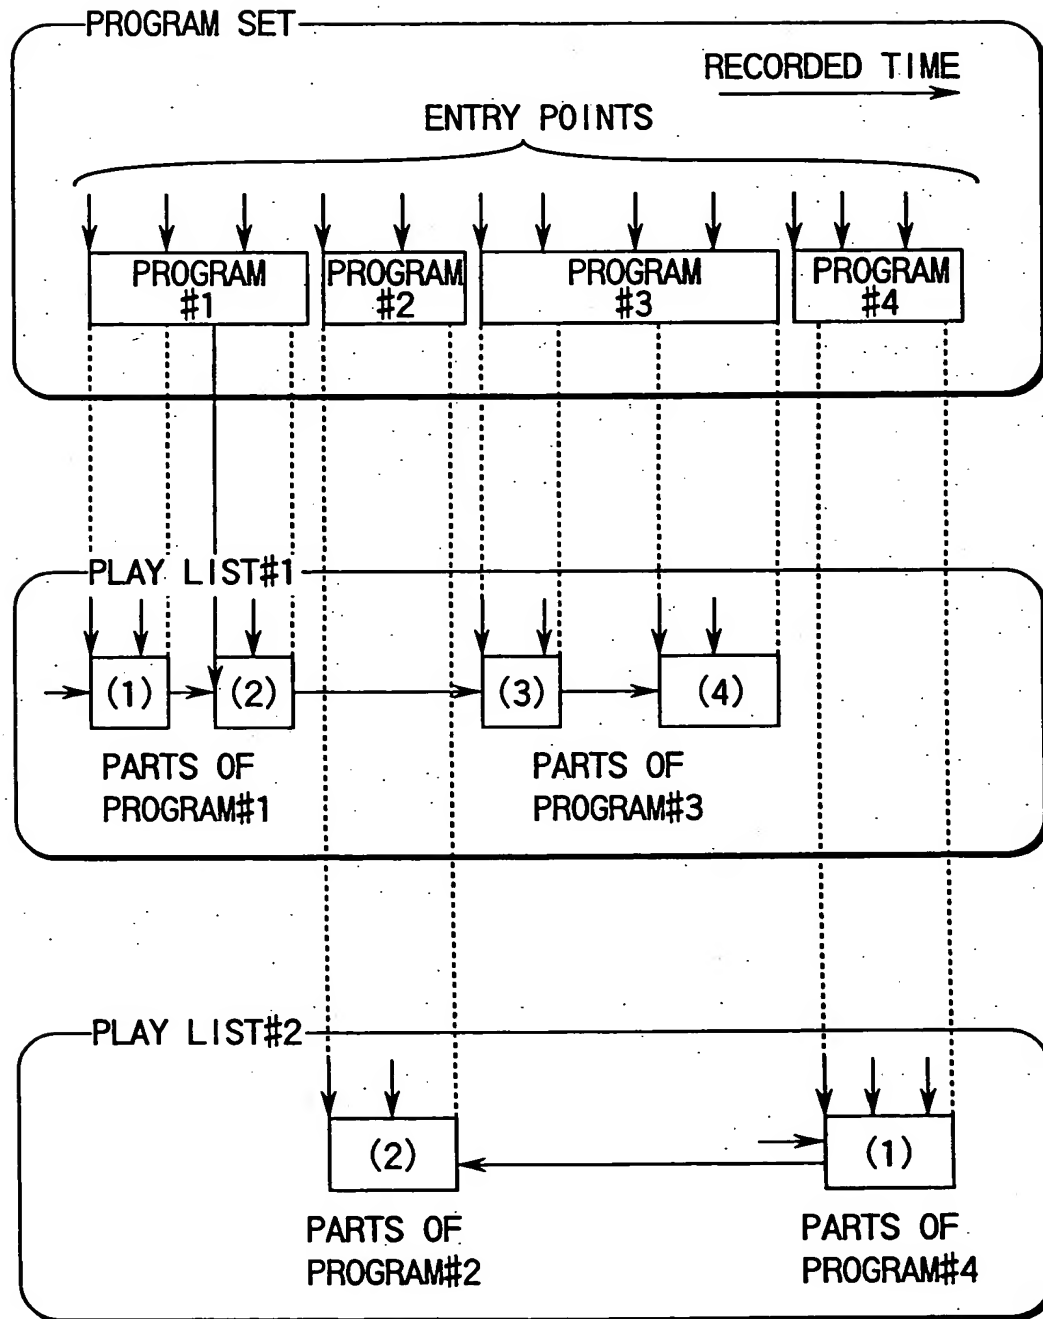 PROGRAM SET
RECORDED TIME
ENTRY POINTS
PROGRAM
#1
PROGRAM
#2
PROGRAM
#3
PROGRAM
#4
PLAY LIST#1
(1)
(2)
(3)
(4)
PARTS OF
PROGRAM#1
PARTS OF
PROGRAM#3
PLAY LIST#2
(2)
(1)
PARTS OF
PROGRAM#2
PARTS OF
PROGRAM#4